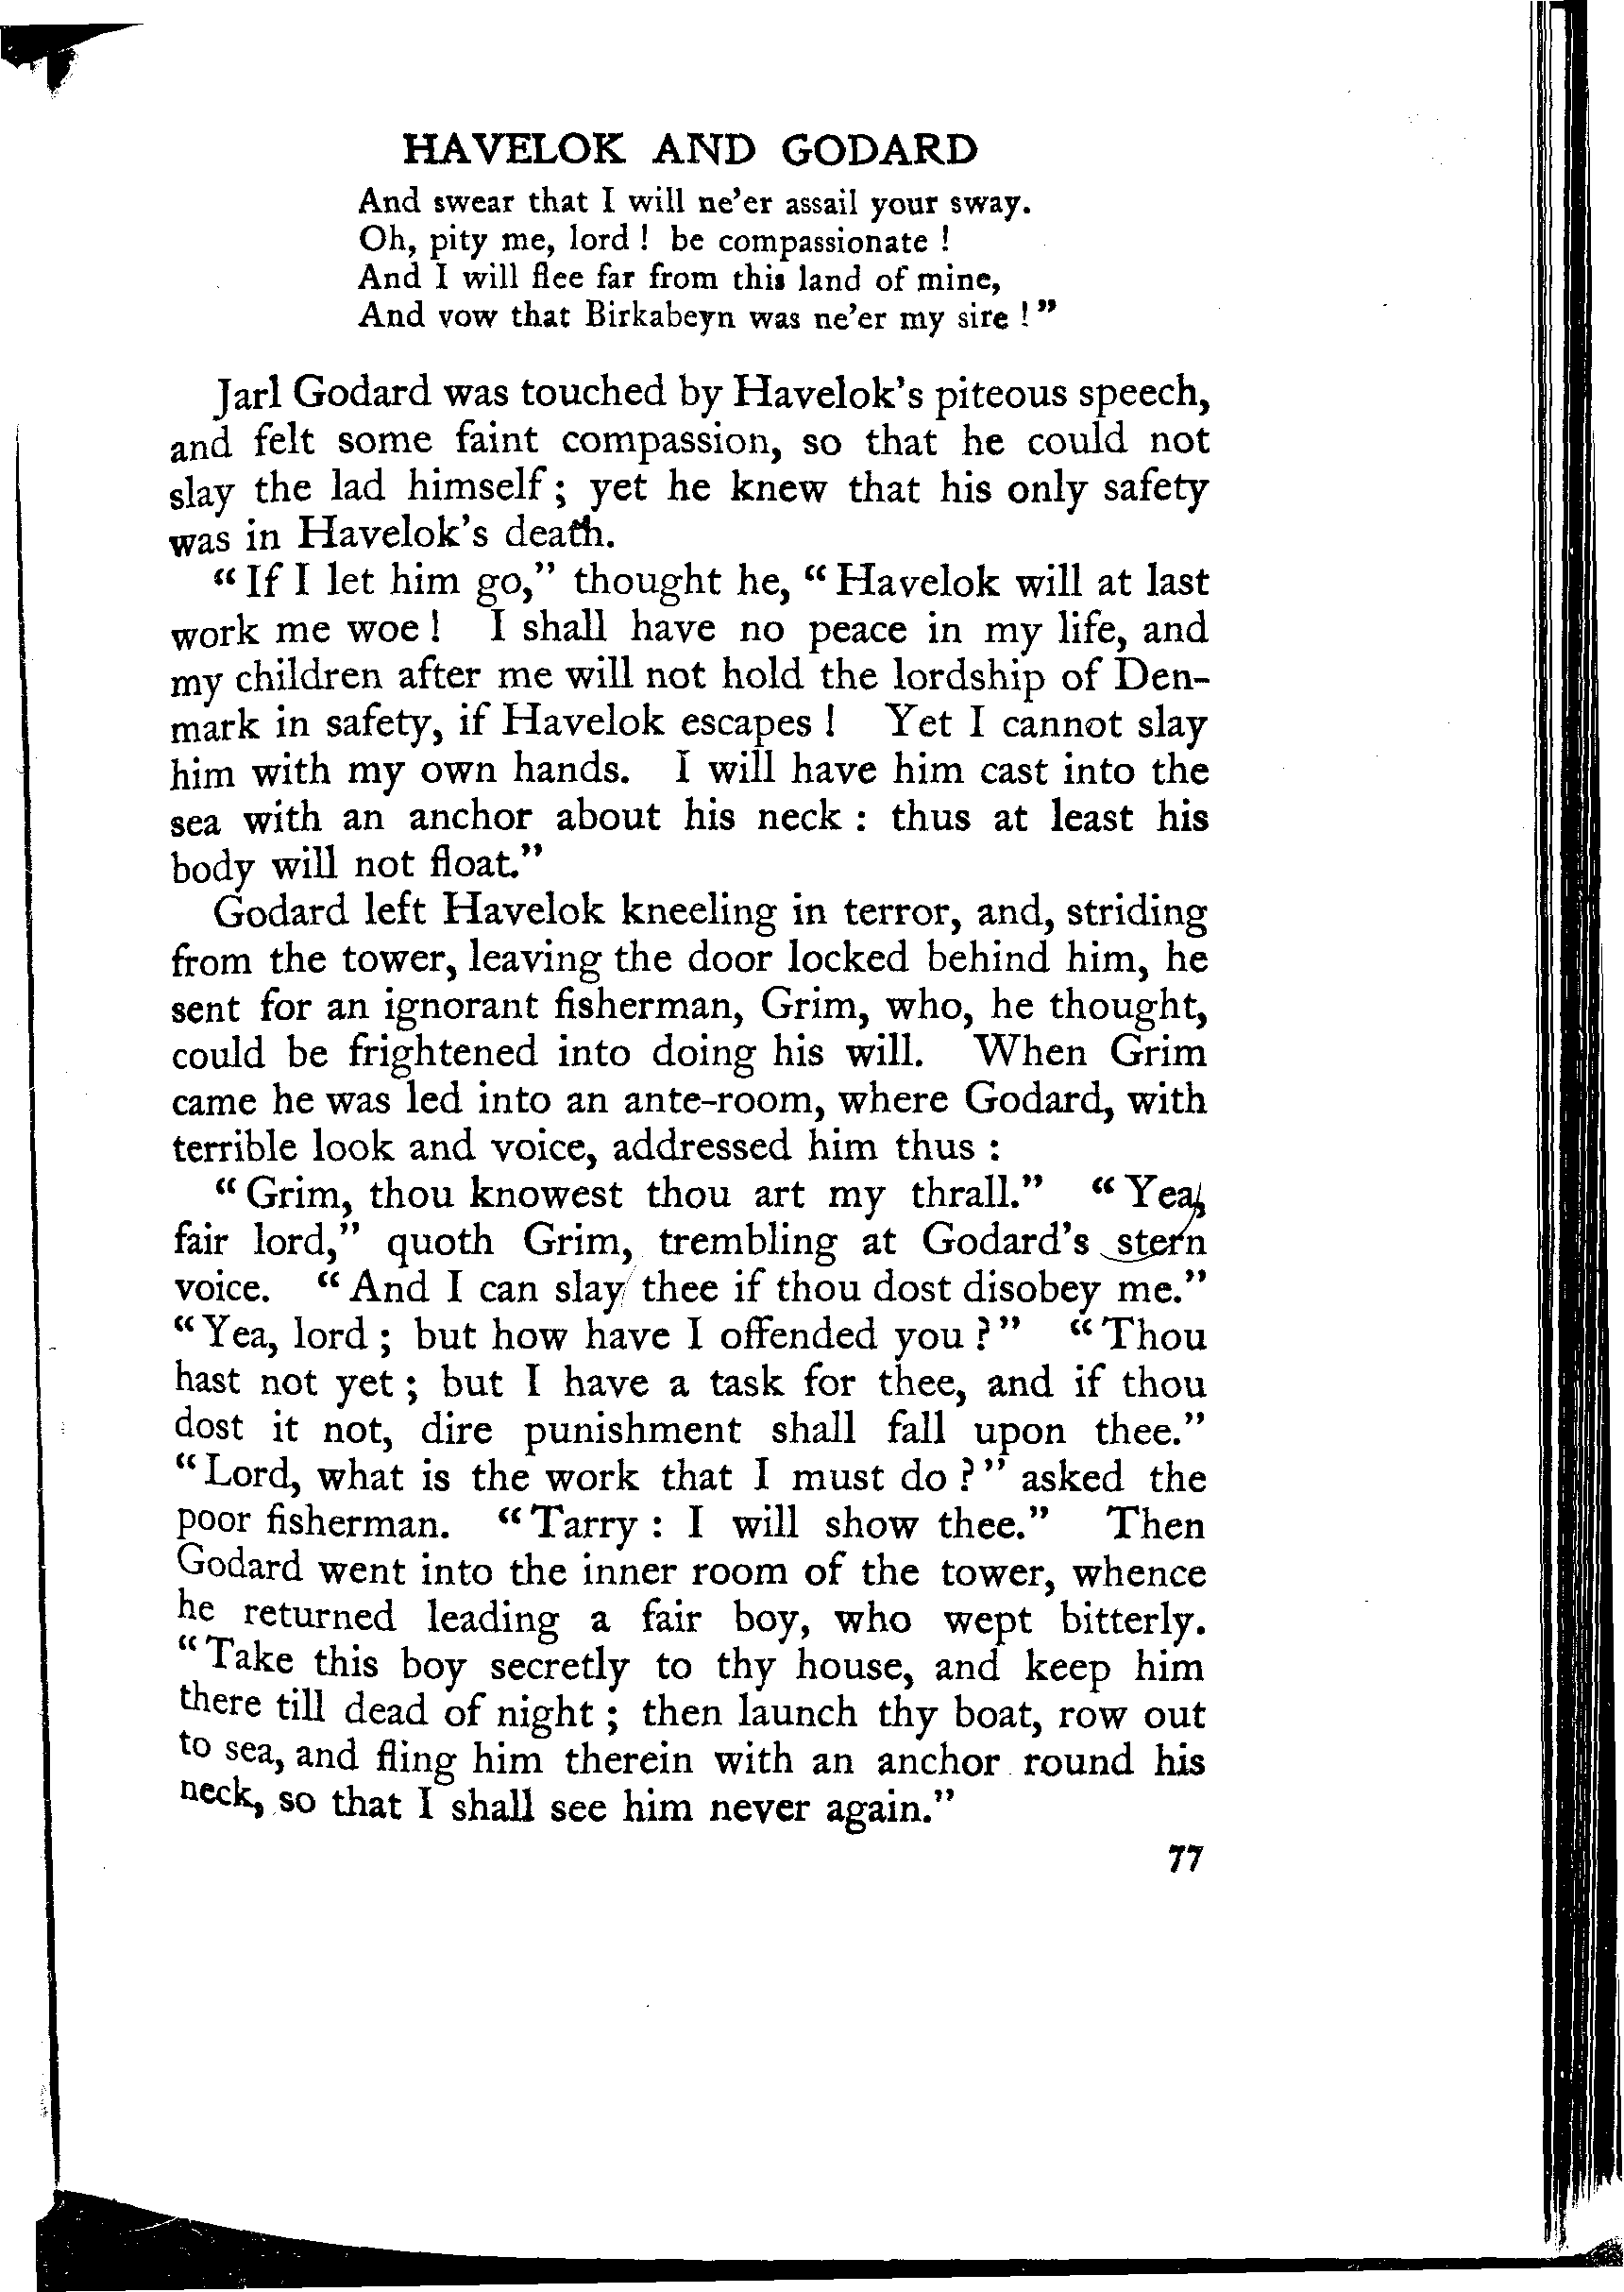 HAVELOK AND GODARD
And swear that I will ne'er assail your sway.
Oh, pity me, lord ! be compassionate !
And I will flee far from this land of mine,
And vow that Birkabeyn was ne'er my sire ! "
Jarl Godard was touched by Havelok's piteous speech,
and felt some faint compassion, so that he could not
slay the lad himself ; yet he knew that his only safety
was in Havelok's death.
" If I let him go," thought he, " Havelok will at last
work me woe ! I shall have no peace in my life, and
my children after me will not hold the lordship of Den-
mark in safety, if Havelok escapes ! Yet I cannot slay
him with my own hands. I will have him cast into the
sea with an anchor about his neck : thus at least his
body will not float."
Godard left Havelok kneeling in terror, and, striding
from the tower, leaving the door locked behind him, he
sent for an ignorant fisherman, Grim, who, he thought,
could be frightened into doing his will. When Grim
came he was led into an ante-room, where Godard, with
terrible look and voice, addressed him thus :
" Grim, thou knowest thou art my thrall." " Yea,
fair lord," quoth Grim, trembling at Godard's stern
voice. " And I can slay thee if thou dost disobey me."
" Yea, lord ; but how have I offended you ? " " Thou
hast not yet ; but I have a task for thee, and if thou
dost it not, dire punishment shall fall upon thee."
" Lord, what is the work that I must do ? " asked the
poor fisherman. " Tarry : I will show thee." Then
Godard went into the inner room of the tower, whence
he returned leading a fair boy, who wept bitterly.
" Take this boy secretly to thy house, and keep him
there till dead of night ; then launch thy boat, row out
to sea, and fling him therein with an anchor round his
neck, so that I shall see him never again."
77